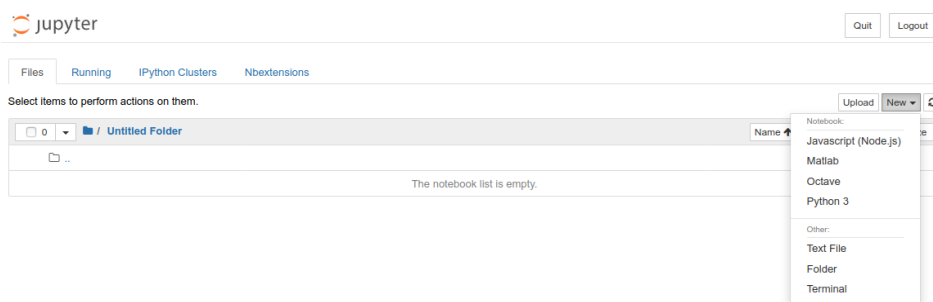 jupyter
Quit Logout
Files Running IPython Clusters Nbextensions
Select items to perform actions on them.
Upload New
0 / Untitled Folder Name
..
The notebook list is empty.
Notebook:
Javascript (Node.js)
Matlab
Octave
Python 3
Other:
Text File
Folder
Terminal